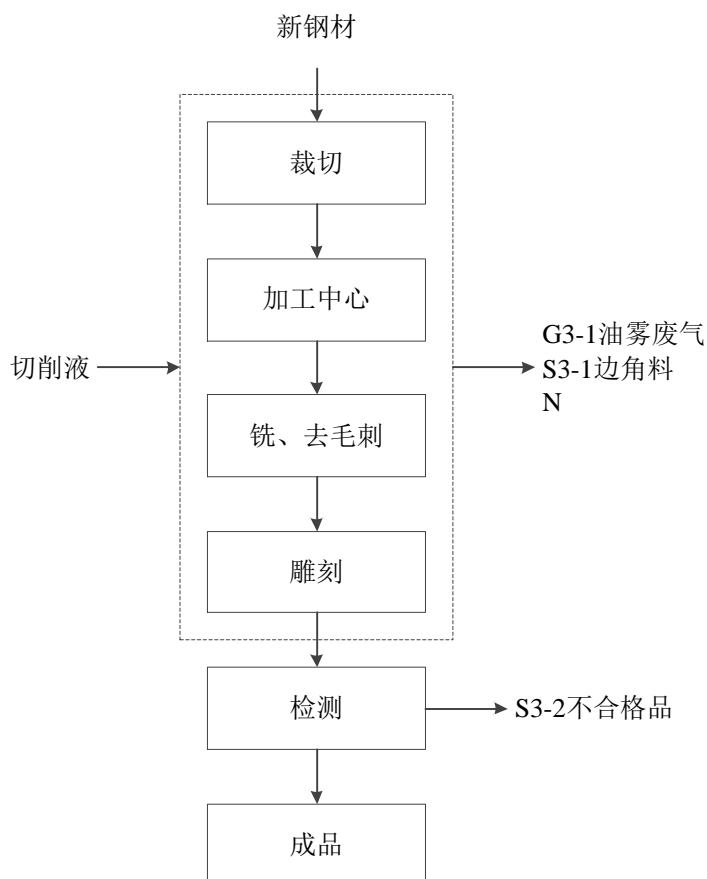 新钢材
裁切
加工中心
切削液
G3-1油雾废气
S3-1边角料
N
铣、去毛刺
雕刻
检测
S3-2不合格品
成品